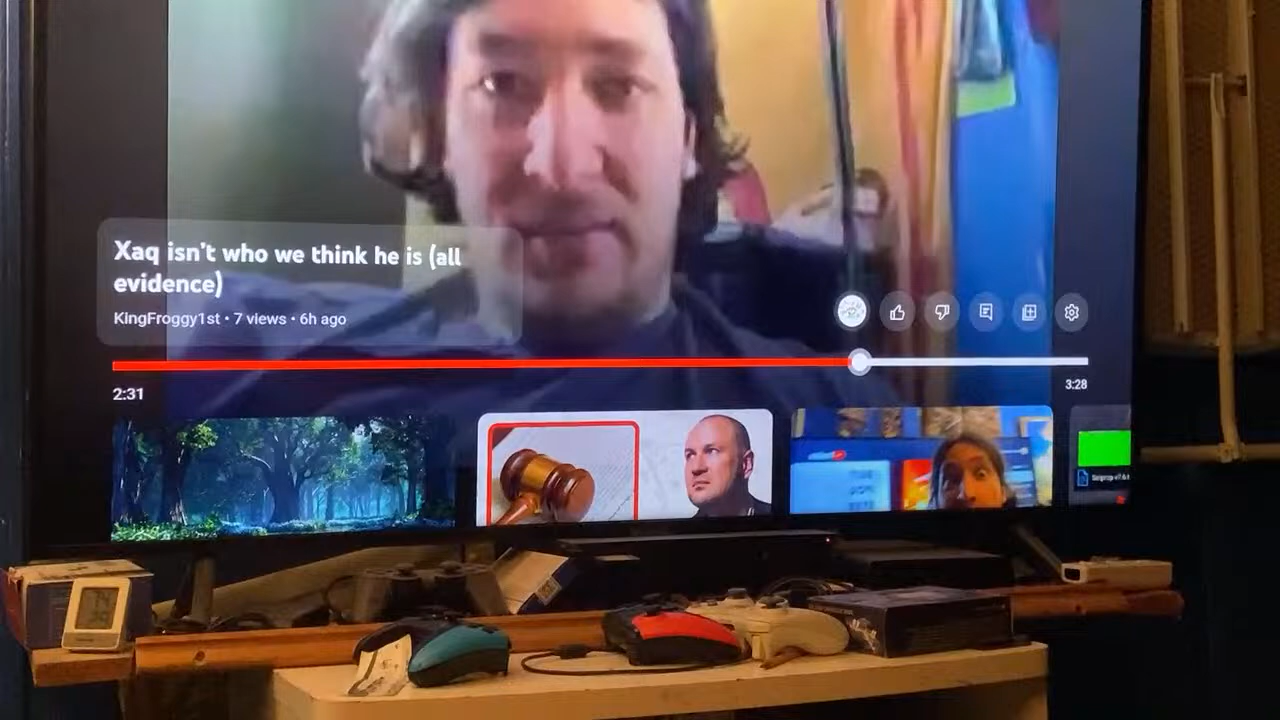 Xaq isn't who we think he is (all
evidence)
KingFroggy1st • 7 views • 6h ago
2:31
3:28